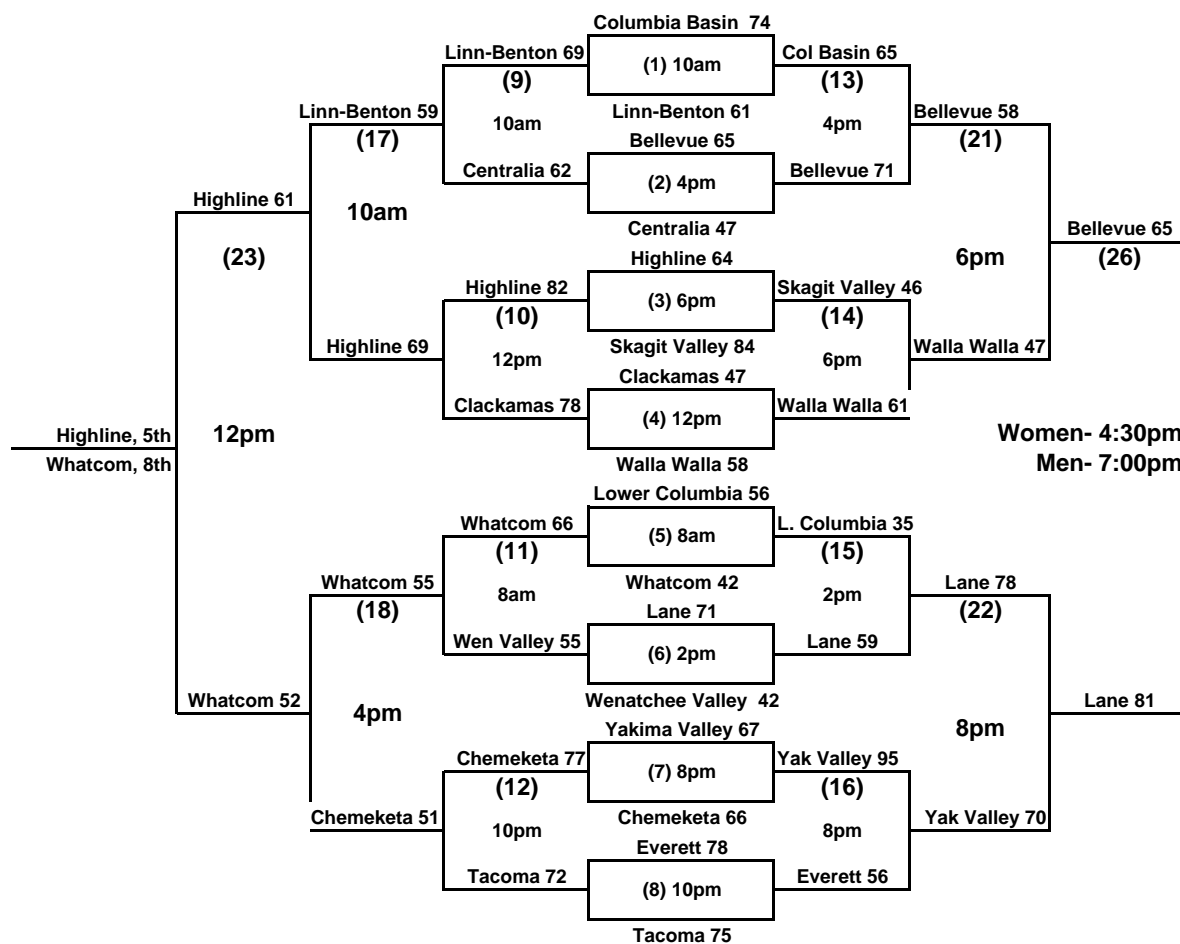 Columbia Basin  74
Linn-Benton 69
(1) 10am
Col Basin 65
(9)
(13)
Linn-Benton 59
10am
Linn-Benton 61
4pm
Bellevue 58
(17)
Bellevue 65
(21)
Centralia 62
(2) 4pm
Bellevue 71
Highline 61
10am
Centralia 47
Bellevue 65
(23)
Highline 64
6pm
(26)
Highline 82
(3) 6pm
Skagit Valley 46
(10)
(14)
Highline 69
12pm
Skagit Valley 84
6pm
Walla Walla 47
Clackamas 47
Clackamas 78
(4) 12pm
Walla Walla 61
Highline, 5th
12pm
Women- 4:30pm
Whatcom, 8th
Walla Walla 58
Men- 7:00pm
Lower Columbia 56
Whatcom 66
(5) 8am
L. Columbia 35
(11)
(15)
Whatcom 55
8am
Whatcom 42
2pm
Lane 78
(18)
Lane 71
(22)
Wen Valley 55
(6) 2pm
Lane 59
Whatcom 52
4pm
Wenatchee Valley  42
Lane 81
Yakima Valley 67
8pm
Chemeketa 77
(7) 8pm
Yak Valley 95
(12)
(16)
Chemeketa 51
10pm
Chemeketa 66
8pm
Yak Valley 70
Everett 78
Tacoma 72
(8) 10pm
Everett 56
Tacoma 75